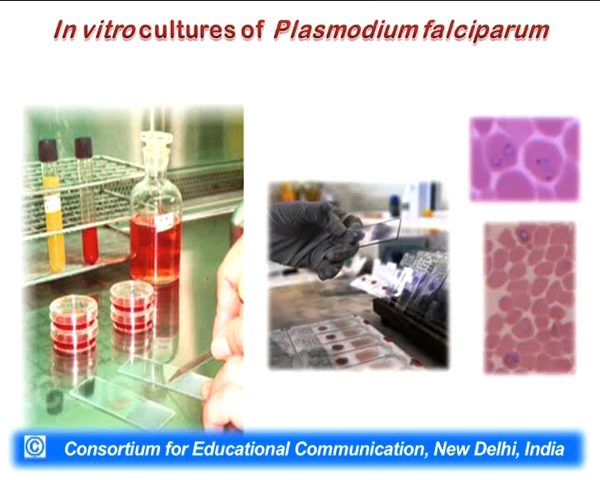 In vitro cultures of Plasmodium falciparum
© Consortium for Educational Communication, New Delhi, India